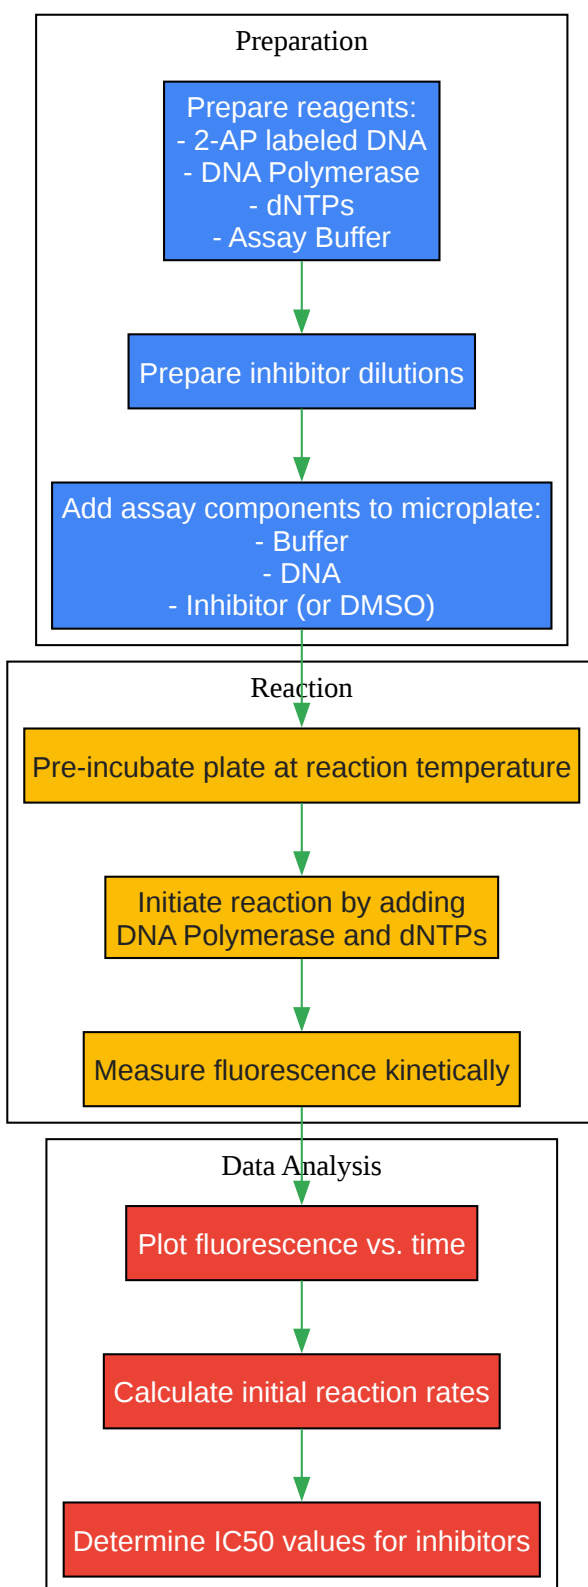 Preparation
Prepare reagents:
- 2-AP labeled DNA
- DNA Polymerase
- dNTPs
- Assay Buffer
Prepare inhibitor dilutions
Add assay components to microplate:
- Buffer
- DNA
- Inhibitor (or DMSO)
Reaction
Pre-incubate plate at reaction temperature
Initiate reaction by adding
DNA Polymerase and dNTPs
Measure fluorescence kinetically
Data Analysis
Plot fluorescence vs. time
Calculate initial reaction rates
Determine IC50 values for inhibitors